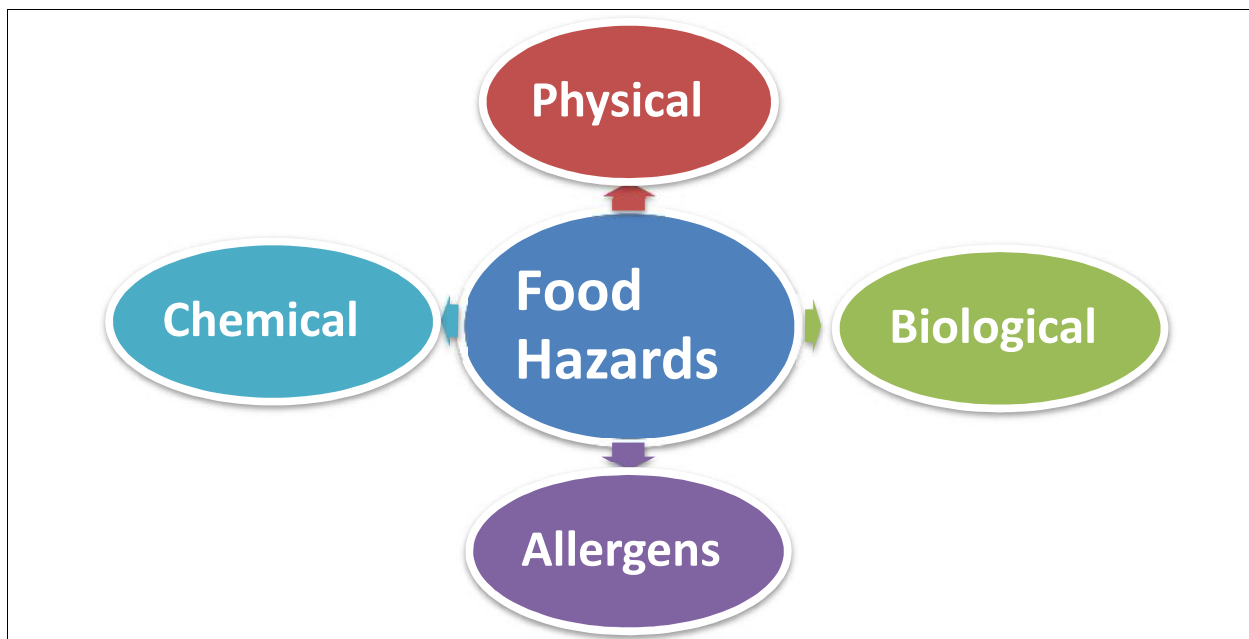 Physical
Food
Hazards
Chemical
Biological
Allergens